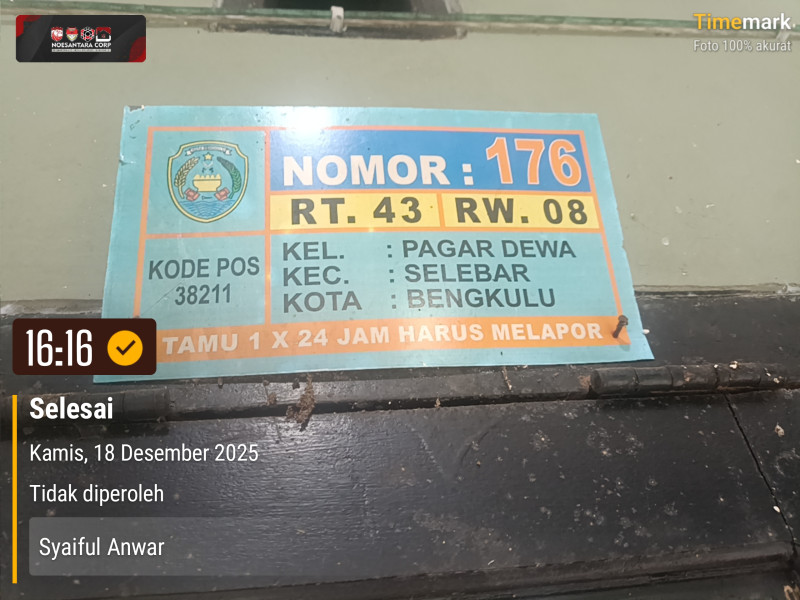 NOESANTARA CORP
Timemark
Foto 100% akurat
NOMOR : 176
RT. 43 RW. 08
KODE POS
38211
KEL. : PAGAR DEWA
KEC. : SELEBAR
KOTA : BENGKULU
TAMU 1 X 24 JAM HARUS MELAPOR
16:16
Selesai
Kamis, 18 Desember 2025
Tidak diperoleh
Syaiful Anwar